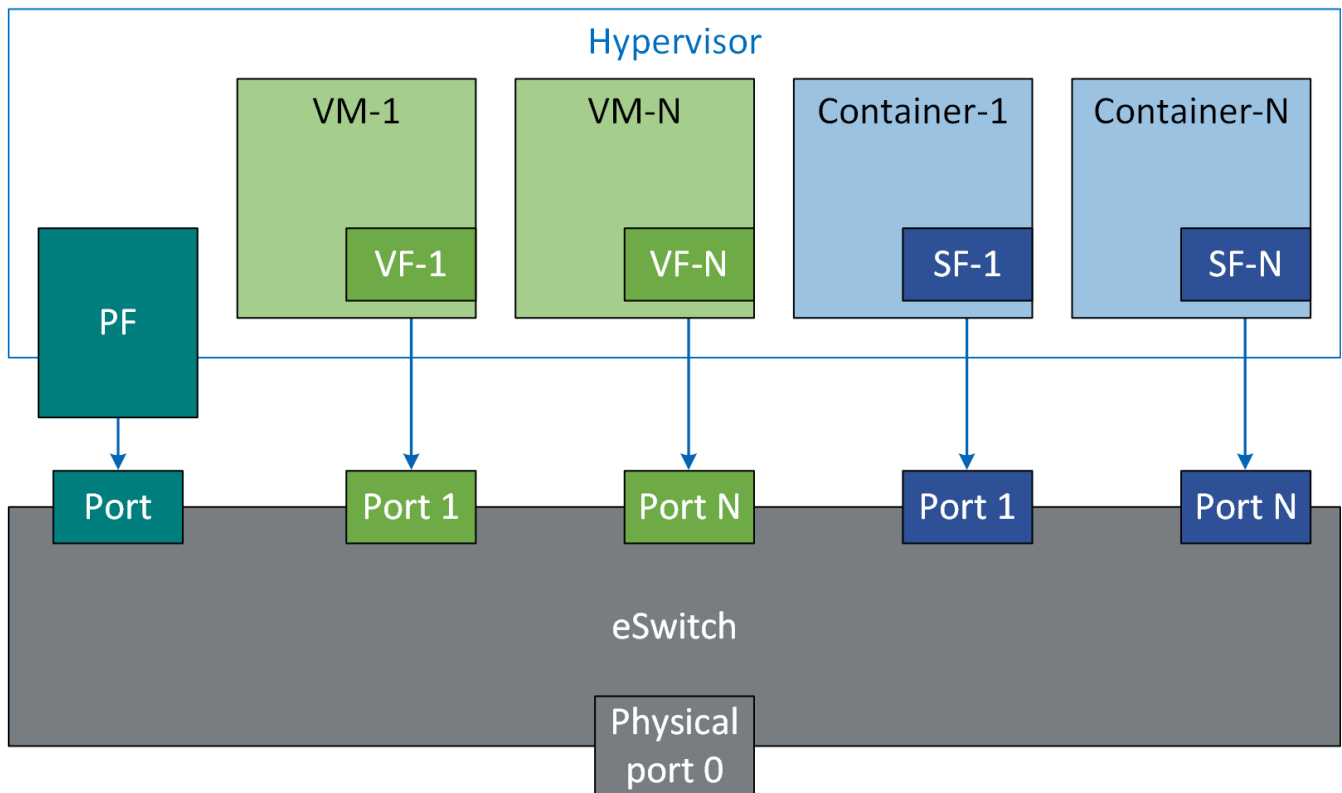 Hypervisor
VM-1
VM-N
Container-1
Container-N
VF-1
VF-N
SF-1
SF-N
PF
Port
Port 1
Port N
Port 1
Port N
eSwitch
Physical
port 0